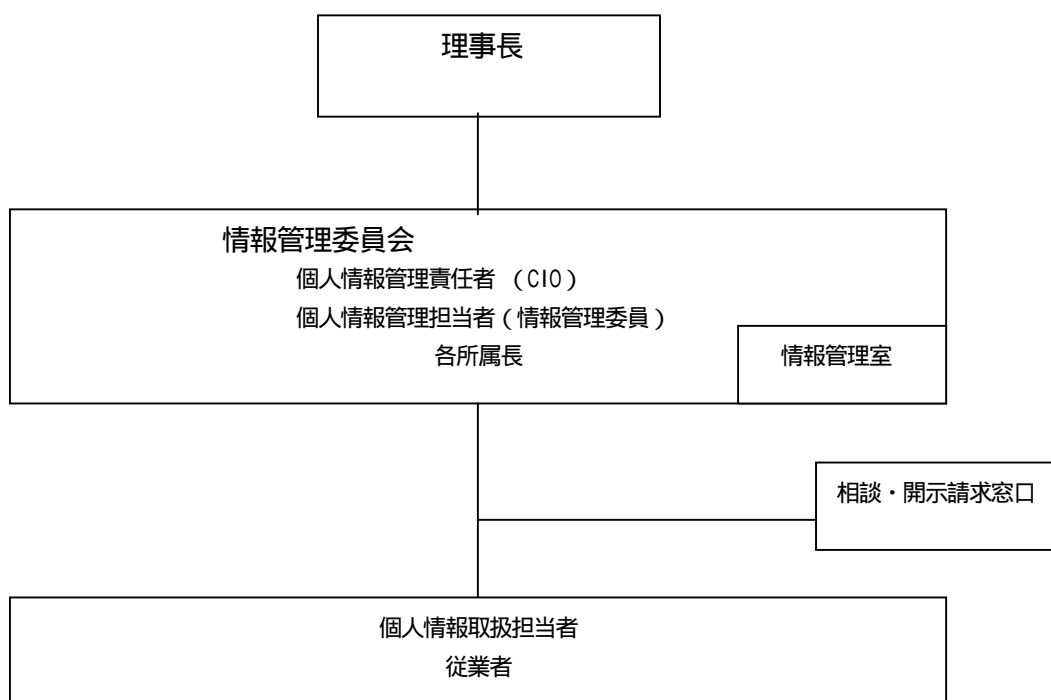 理事長
情報管理委員会
個人情報管理責任者 (CIO)
個人情報管理担当者(情報管理委員)
各所属長
情報管理室
相談・開示請求窓口
個人情報取扱担当者
従業者